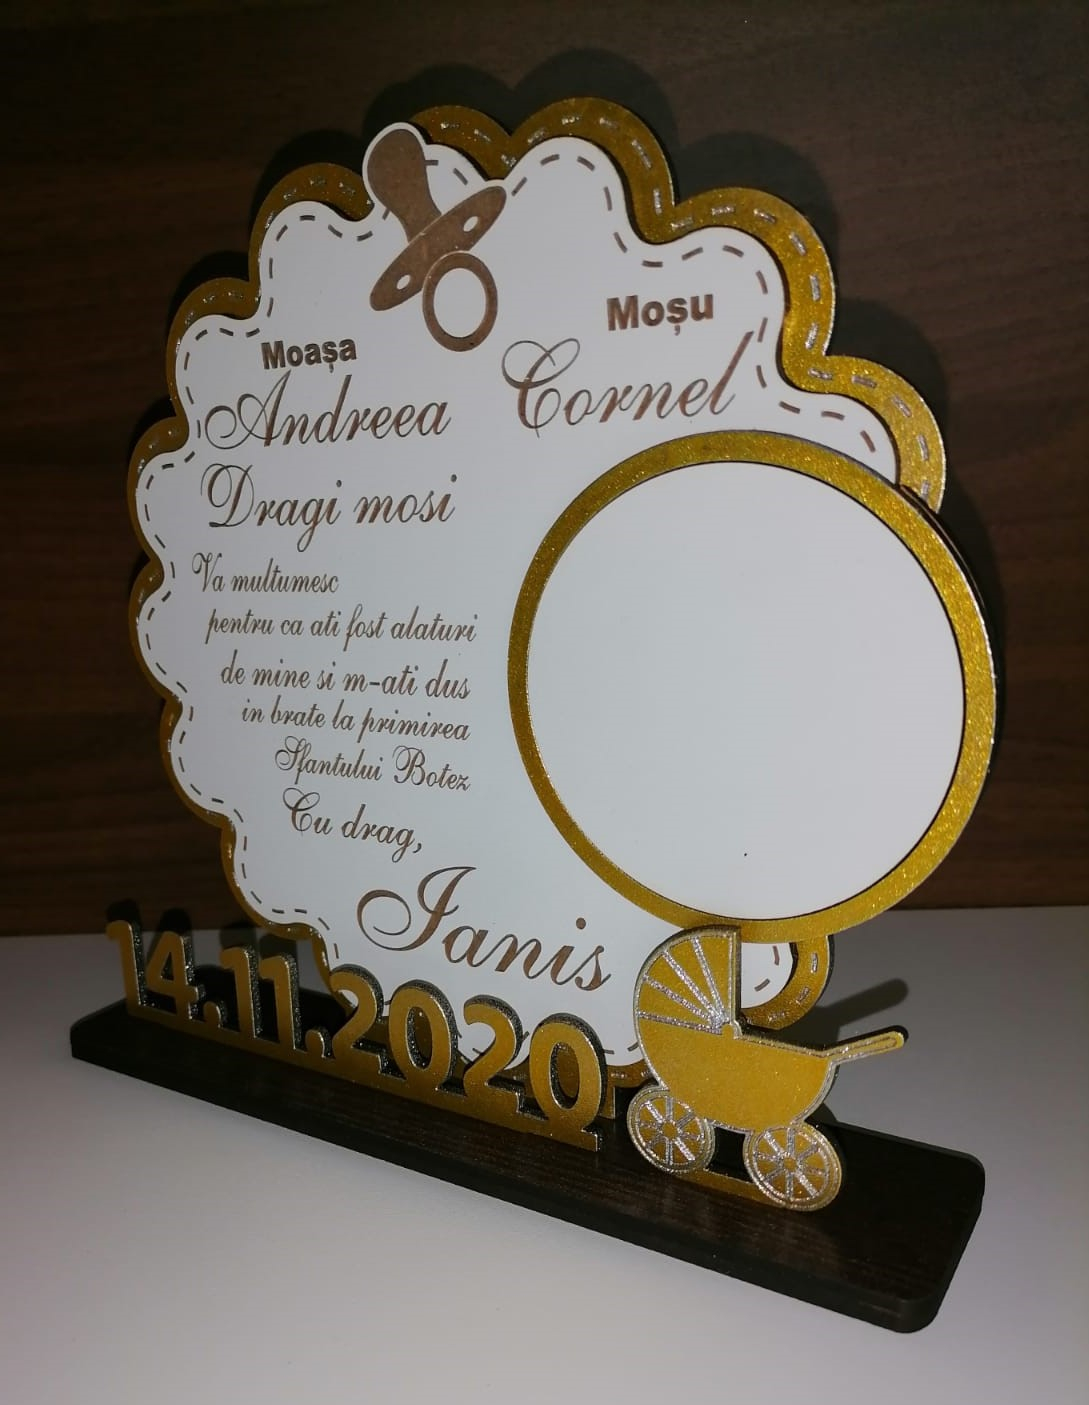 Moașa
Andreea
Moșu
Cornel
Dragi mosi
Va multumesc
pentru ca ati fost alaturi
de mine si m-ati dus
in brate la primirea
Sfantului Botez
Cu drag,
Ianis
14.11.2020